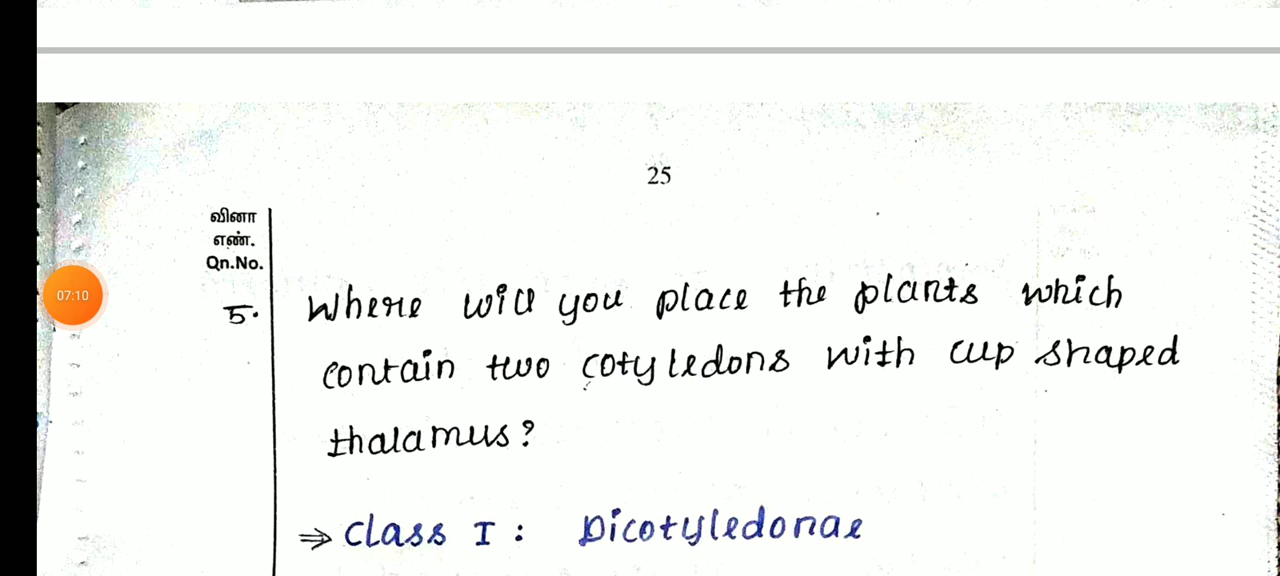 25
வினா
எண்.
Qn.No.
07:10
5. Where will you place the plants which
contain two cotyledons with cup shaped
thalamus?
⇒ class I : Dicotyledonae